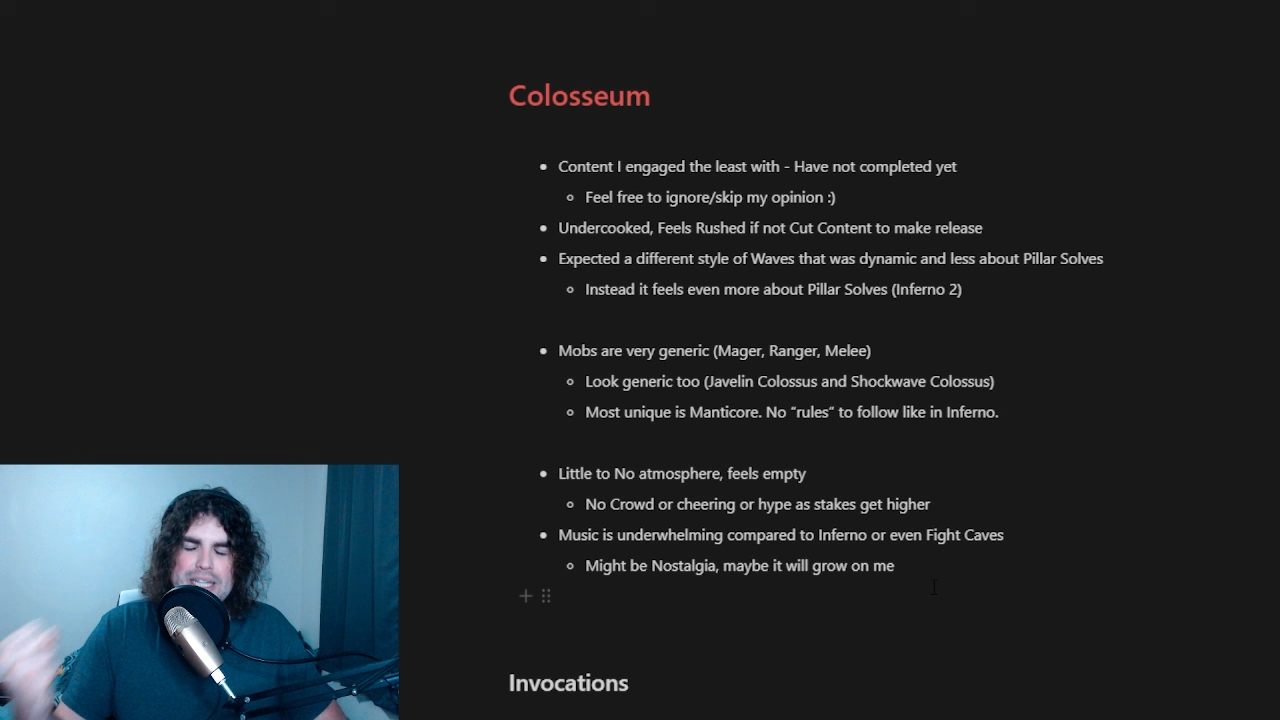 Colosseum
Content I engaged the least with - Have not completed yet
Feel free to ignore/skip my opinion :)
Undercooked, Feels Rushed if not Cut Content to make release
Expected a different style of Waves that was dynamic and less about Pillar Solves
Instead it feels even more about Pillar Solves (Inferno 2)
Mobs are very generic (Mager, Ranger, Melee)
Look generic too (Javelin Colossus and Shockwave Colossus)
Most unique is Manticore. No “rules“ to follow like in Inferno.
Little to No atmosphere, feels empty
No Crowd or cheering or hype as stakes get higher
Music is underwhelming compared to Inferno or even Fight Caves
Might be Nostalgia, maybe it will grow on me
Invocations